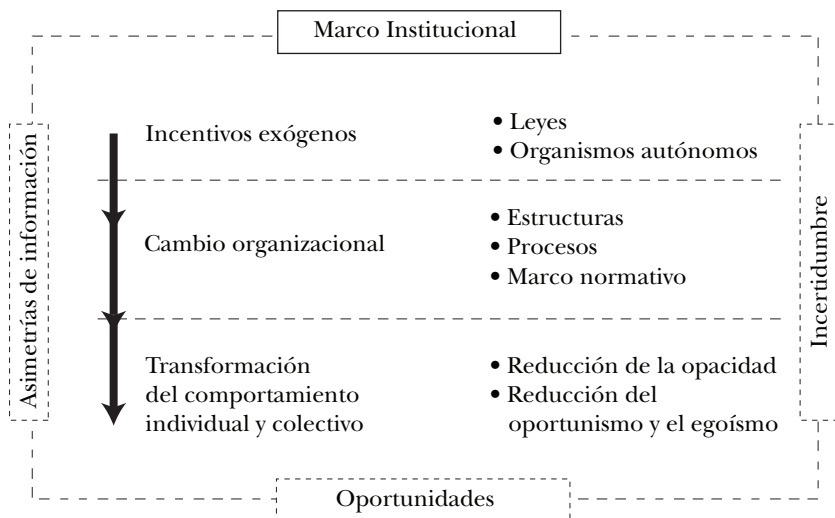 Marco Institucional
Asimetrías de información
Incentivos exógenos
• Leyes
• Organismos autónomos
Cambio organizacional
• Estructuras
• Procesos
• Marco normativo
Transformación
del comportamiento
individual y colectivo
• Reducción de la opacidad
• Reducción del
oportunismo y el egoísmo
Incertidumbre
Oportunidades